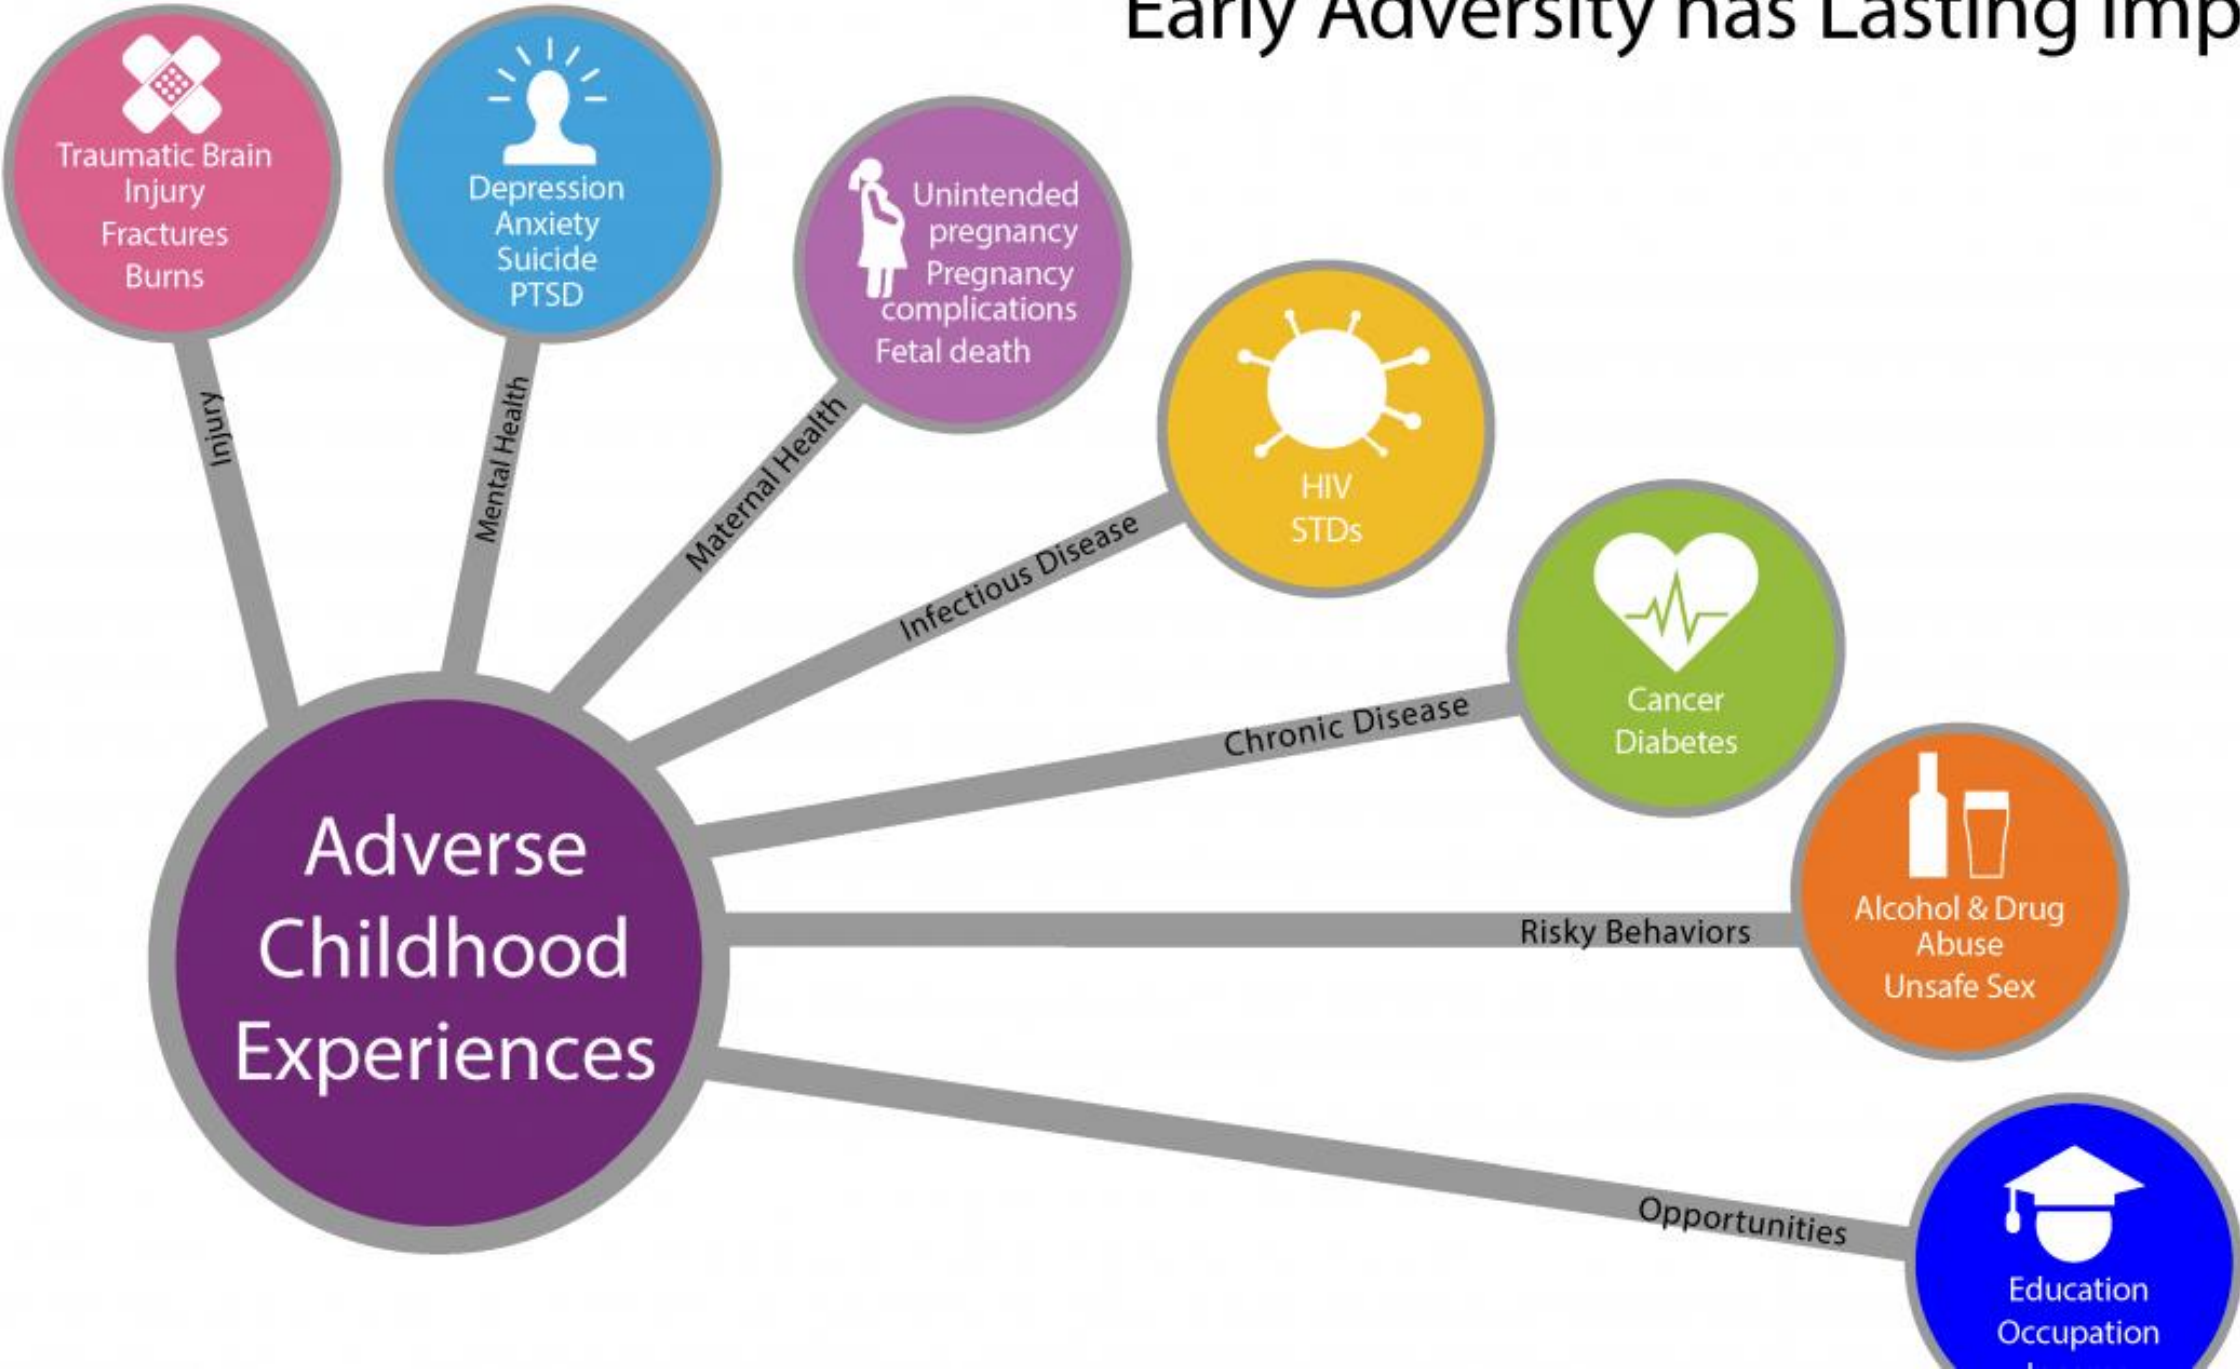 Early Adversity has Lasting
Traumatic Brain
Injury
Fractures
Burns
Depression
Anxiety
Suicide
PTSD
Unintended
pregnancy
Pregnancy
complications
Fetal death
HIV
STDs
Cancer
Diabetes
Alcohol & Drug
Abuse
Unsafe Sex
Education
Occupation
Injury
Mental Health
Maternal Health
Infectious Disease
Chronic Disease
Risky Behaviors
Opportunities
Adverse
Childhood
Experiences